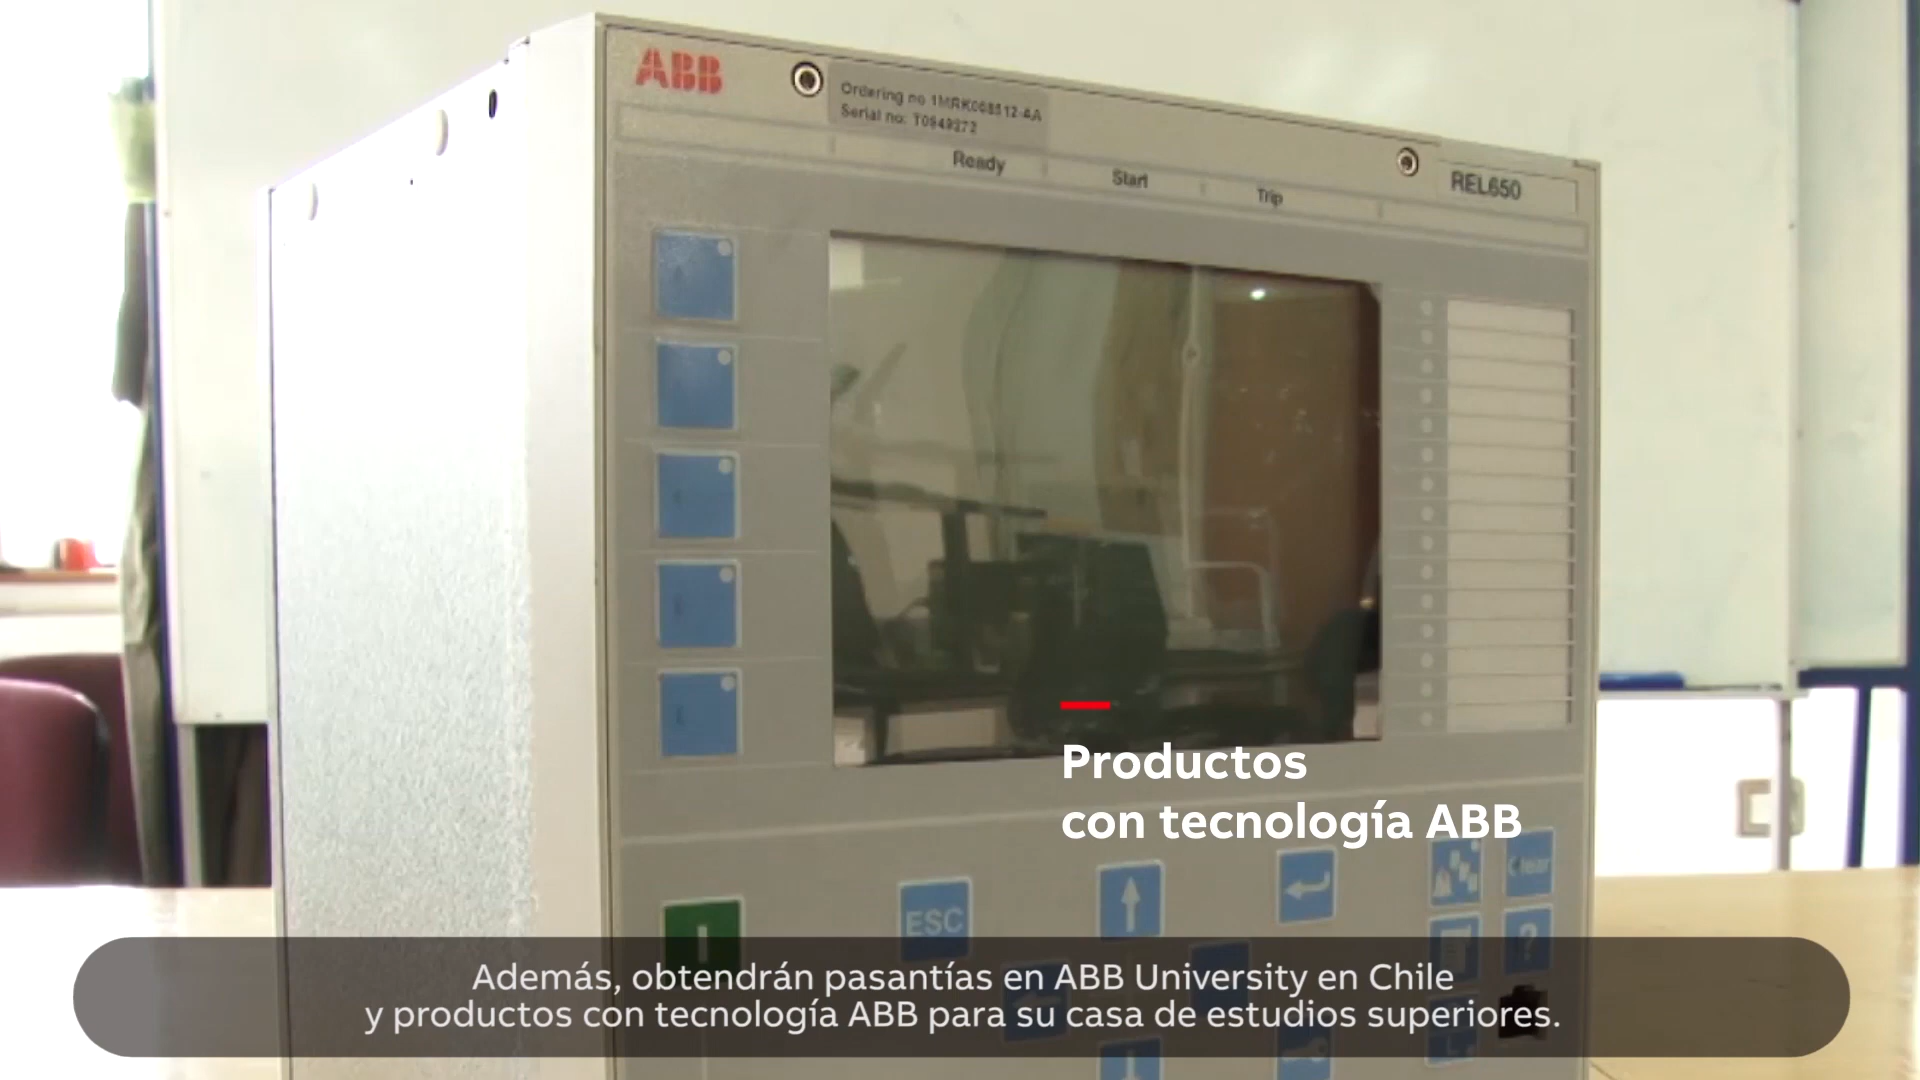 ABB
Ordering no 1MRK008512-AA
Serial no: T0949272
Ready
Start
Trip
REL650
Productos
con tecnología ABB
Clear
ESC
I
?
Además, obtendrán pasantías en ABB University en Chile
y productos con tecnología ABB para su casa de estudios superiores.